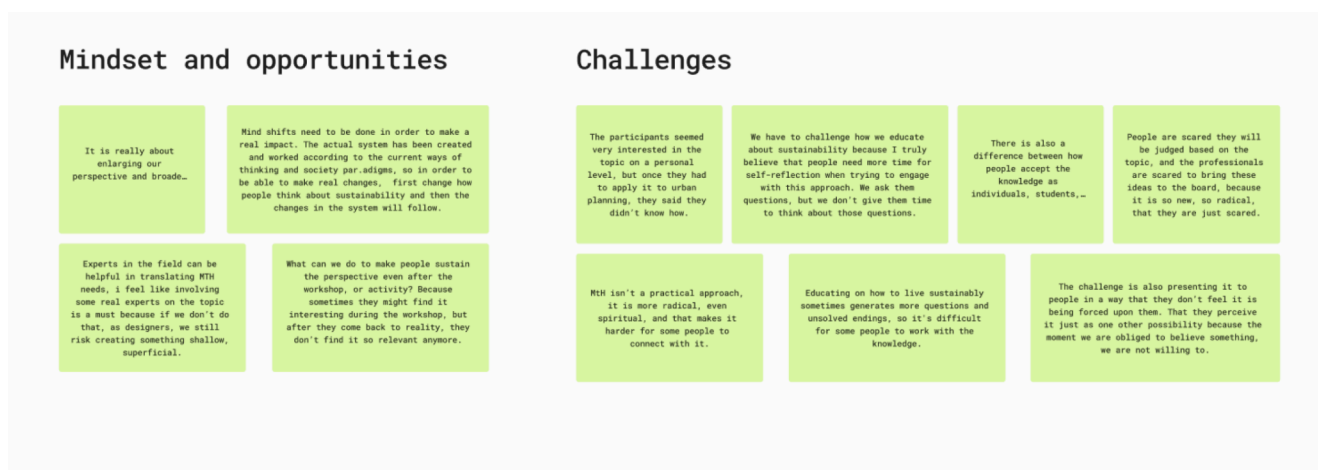 Mindset and opportunities
It is really about
enlarging our
perspective and broade…
Mind shifts need to be done in order to make a
real impact. The actual system has been created
and worked according to the current ways of
thinking and society par.adigms, so in order to
be able to make real changes,  first change how
people think about sustainability and then the
changes in the system will follow.
Experts in the field can be
helpful in translating MTH
needs, i feel like involving
some real experts on the topic
is a must because if we don't do
that, as designers, we still
risk creating something shallow,
superficial.
What can we do to make people sustain
the perspective even after the
workshop, or activity? Because
sometimes they might find it
interesting during the workshop, but
after they come back to reality, they
don't find it so relevant anymore.
Challenges
The participants seemed
very interested in the
topic on a personal
level, but once they had
to apply it to urban
planning, they said they
didn't know how.
We have to challenge how we educate
about sustainability because I truly
believe that people need more time for
self-reflection when trying to engage
with this approach. We ask them
questions, but we don't give them time
to think about those questions.
There is also a
difference between how
people accept the
knowledge as
individuals, students,…
People are scared they will
be judged based on the
topic, and the professionals
are scared to bring these
ideas to the board, because
it is so new, so radical,
that they are just scared.
MtH isn't a practical approach,
it is more radical, even
spiritual, and that makes it
harder for some people to
connect with it.
Educating on how to live sustainably
sometimes generates more questions and
unsolved endings, so it's difficult
for some people to work with the
knowledge.
The challenge is also presenting it to
people in a way that they don't feel it is
being forced upon them. That they perceive
it just as one other possibility because the
moment we are obliged to believe something,
we are not willing to.